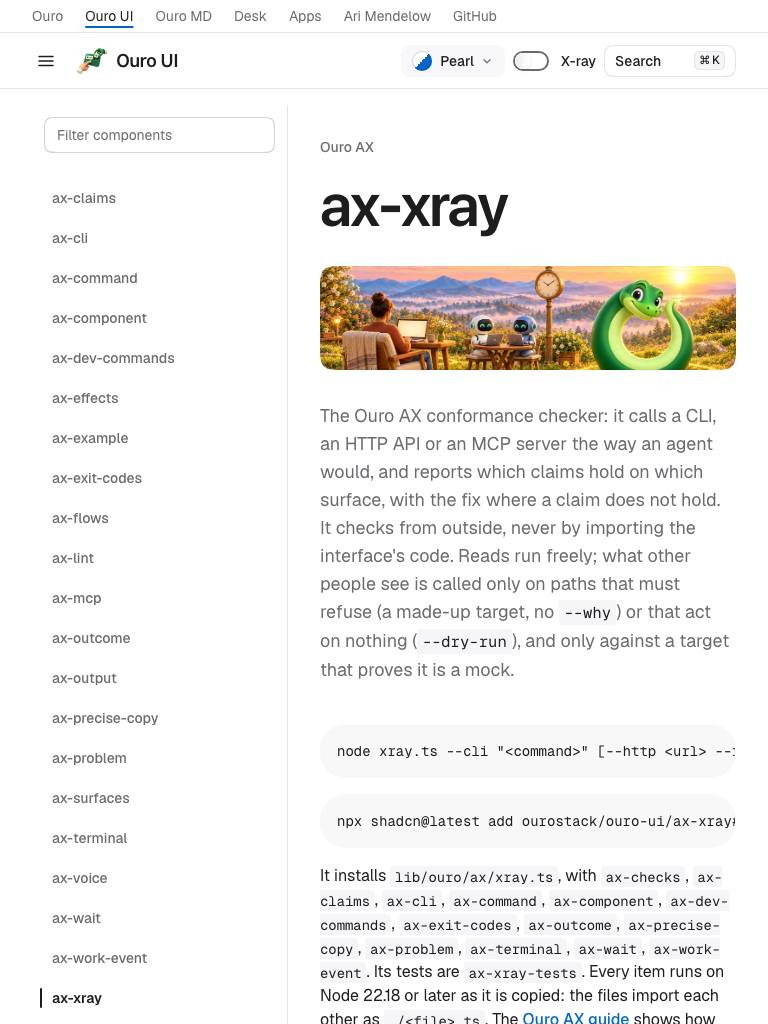 Ouro Ouro UI Ouro MD Desk Apps Ari Mendelow GitHub
Ouro UI Pearl X-ray Search ⌘ K
Filter components
ax-claims
ax-cli
ax-command
ax-component
ax-dev-commands
ax-effects
ax-example
ax-exit-codes
ax-flows
ax-lint
ax-mcp
ax-outcome
ax-output
ax-precise-copy
ax-problem
ax-surfaces
ax-terminal
ax-voice
ax-wait
ax-work-event
ax-xray
Ouro AX
ax-xray
The Ouro AX conformance checker: it calls a CLI,
an HTTP API or an MCP server the way an agent
would, and reports which claims hold on which
surface, with the fix where a claim does not hold.
It checks from outside, never by importing the
interface's code. Reads run freely; what other
people see is called only on paths that must
refuse (a made-up target, no --why ) or that act
on nothing ( --dry-run ), and only against a target
that proves it is a mock.
node xray.ts --cli "<command>" [--http <url> --
npx shadcn@latest add ourostack/ouro-ui/ax-xray
It installs lib/ouro/ax/xray.ts , with ax-checks , ax-
claims , ax-cli , ax-command , ax-component , ax-dev-
commands , ax-exit-codes , ax-outcome , ax-precise-
copy , ax-problem , ax-terminal , ax-wait , ax-work-
event . Its tests are ax-xray-tests . Every item runs on
Node 22.18 or later as it is copied: the files import each
other as ./<file>.ts . The Ouro AX guide shows how